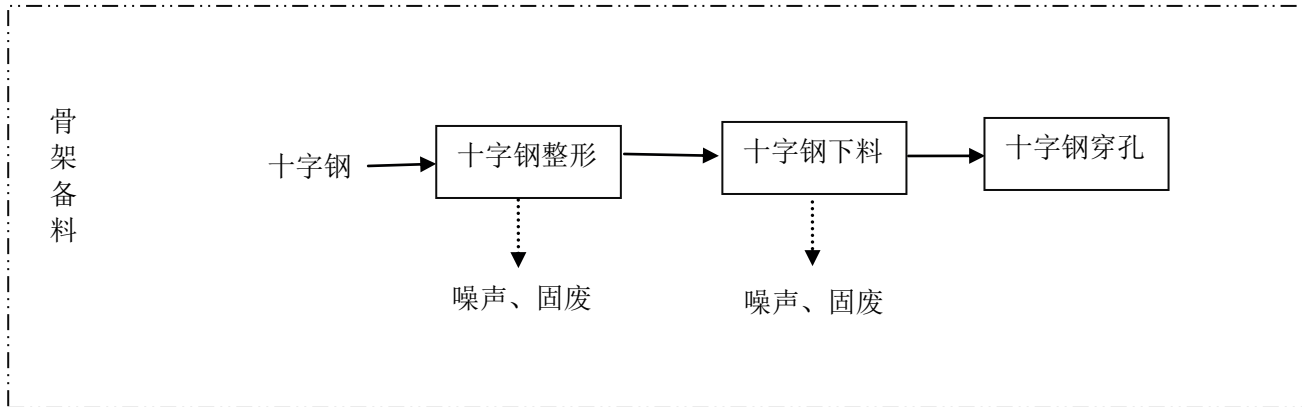 骨架备料
十字钢
十字钢整形
十字钢下料
十字钢穿孔
噪声、固废
噪声、固废